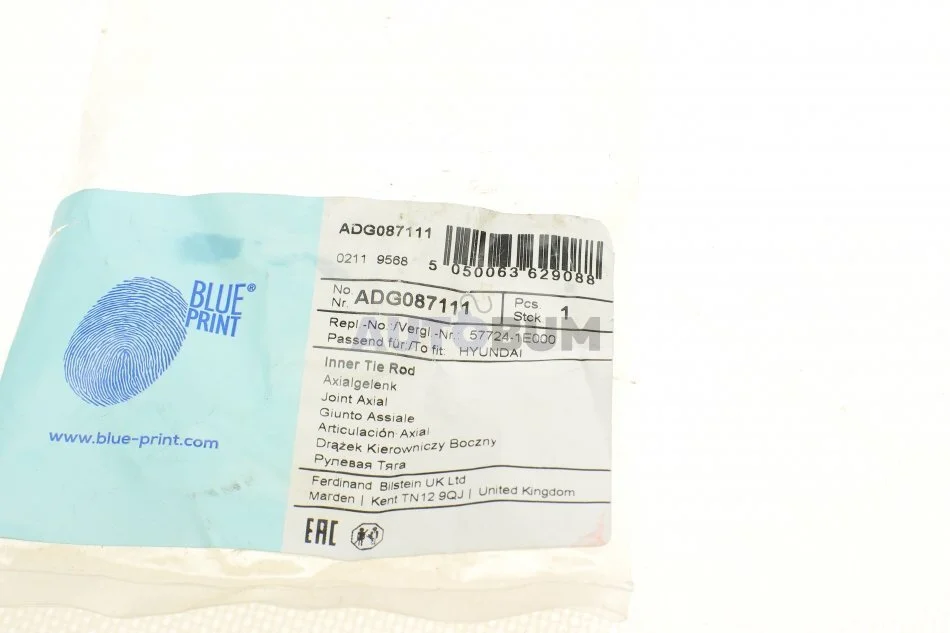 BLUE®
PRINT
www.blue-print.com
ADG087111
0211 9568
5 050063 629088
No
Nr. ADG087111
Pcs.
Stck. 1
Repl-No./Vergl-Nr. 57724-1E000
Passend für/To fit: HYUNDAI
AVTOBUM
Inner Tie Rod
Axialgelenk
Joint Axial
Giunto Assiale
Articulación Axial
Drążek Kierowniczy Boczny
Рулевая Тяга
Ferdinand Bilstein UK Ltd
Marden | Kent TN12 9QJ | United Kingdom
EAC